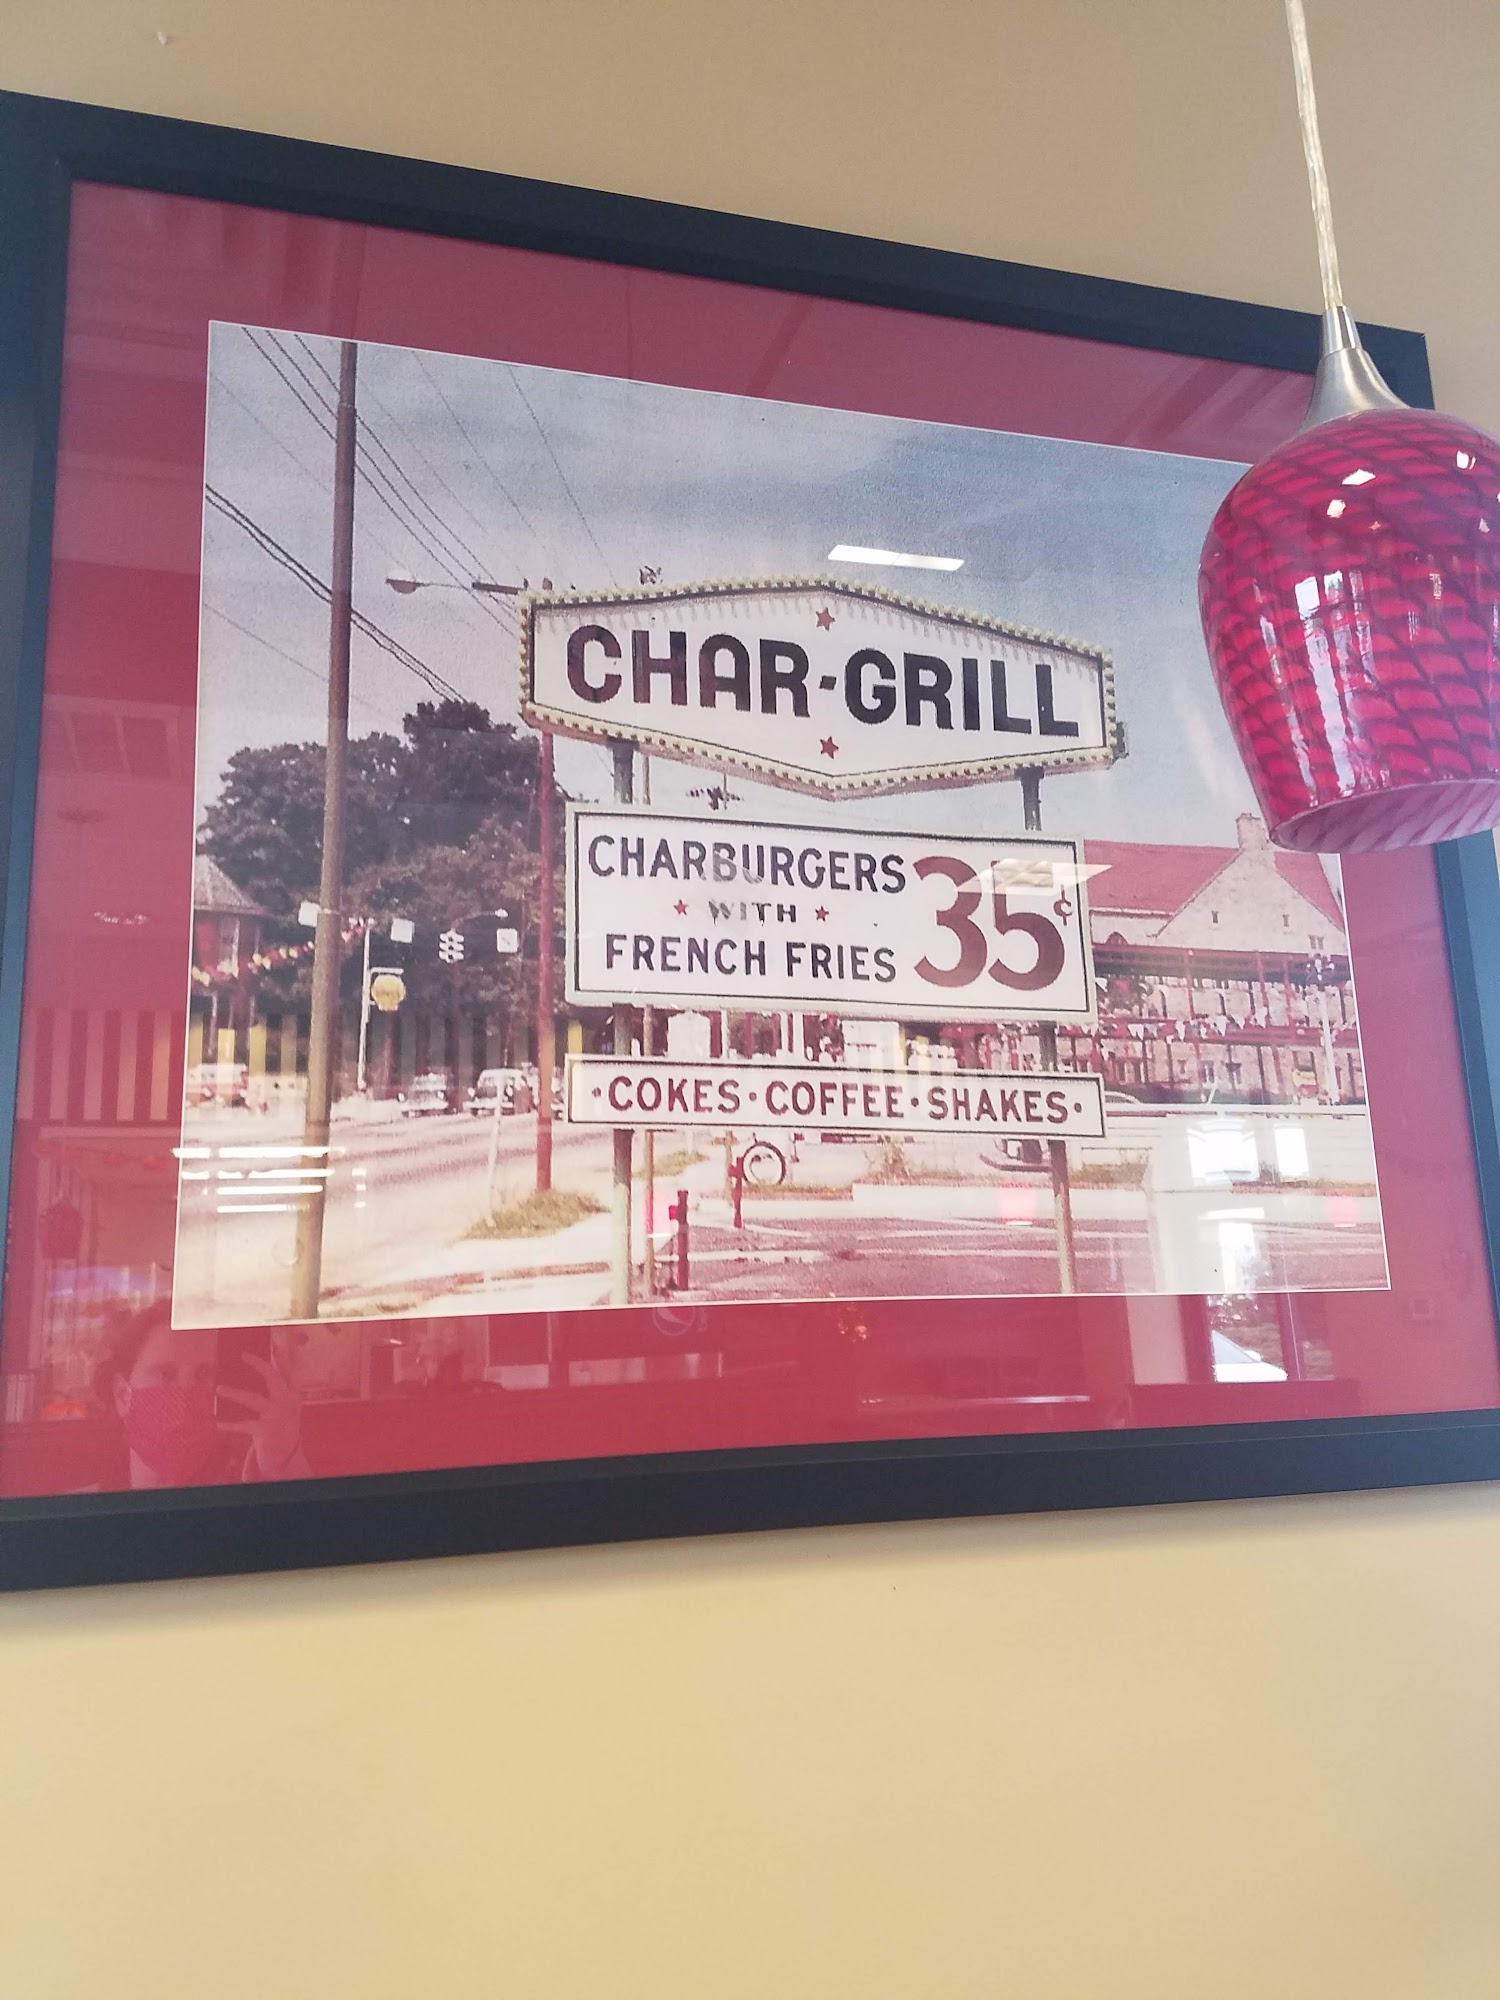 CHAR-GRILL
CHARBURGERS
WITH
FRENCH FRIES
35¢
·COKES·COFFEE·SHAKES·